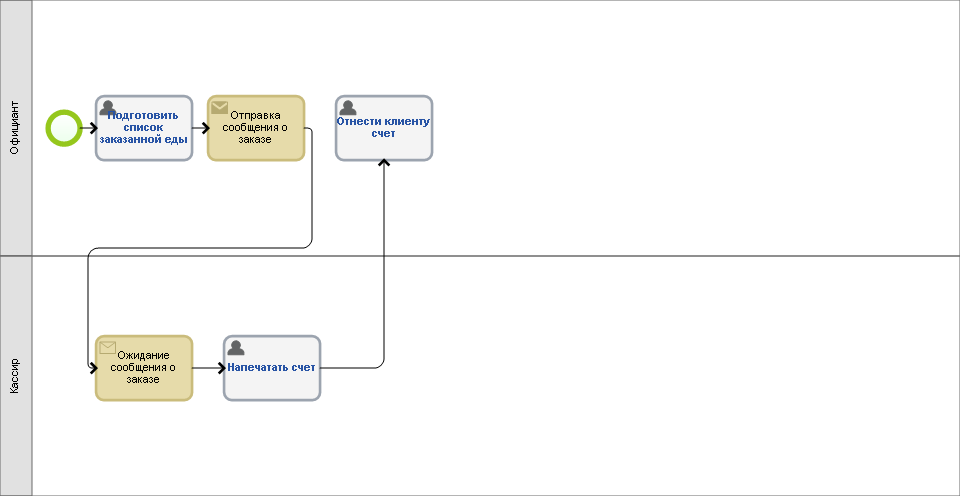 Официант
Подготовить
список
заказанной еды
Отправка
сообщения о
заказе
Отнести клиенту
счет
Кассир
Ожидание
сообщения о
заказе
Напечатать счет